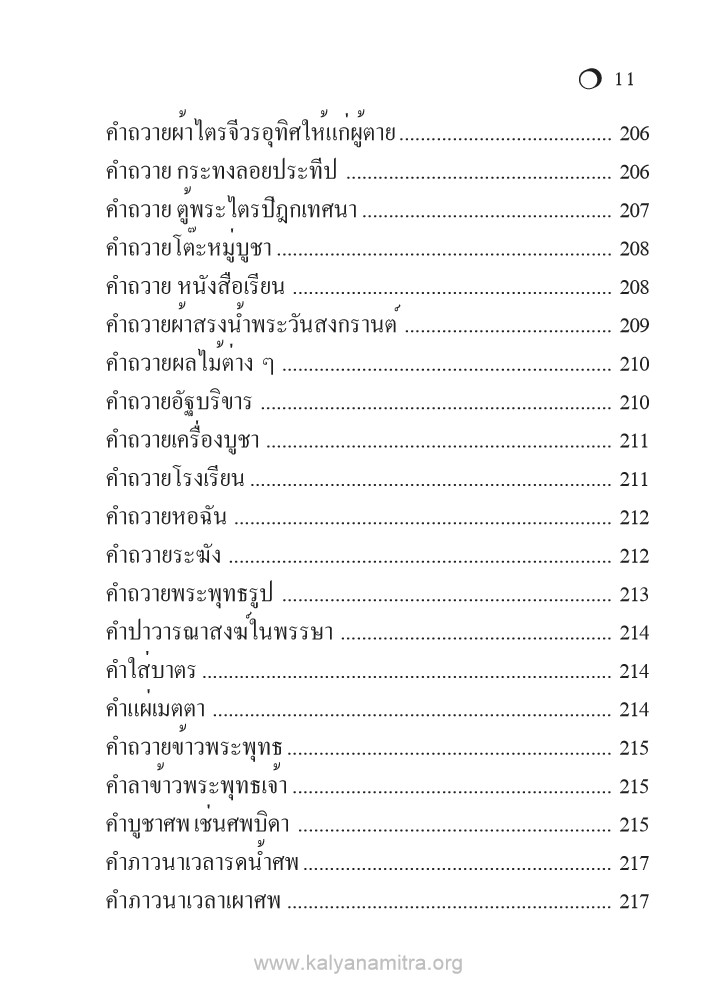 11
คำถวายผ้าไตรจีวรอุทิศให้แก่ผู้ตาย ........................................ 206
คำถวาย กระทงลอยประทีป ........................................ 206
คำถวาย ตู้พระไตรปิฎกเทศนา ........................................ 207
คำถวายโต๊ะหมู่บูชา ........................................ 208
คำถวาย หนังสือเรียน ........................................ 208
คำถวายผ้าสรงน้ำพระวันสงกรานต์ ........................................ 209
คำถวายผลไม้ต่าง ๆ ........................................ 210
คำถวายอัฐบริขาร ........................................ 210
คำถวายเครื่องบูชา ........................................ 211
คำถวายโรงเรียน ........................................ 211
คำถวายหอฉัน ........................................ 212
คำถวายระฆัง ........................................ 212
คำถวายพระพุทธรูป ........................................ 213
คำปาวารณาสงฆ์ในพรรษา ........................................ 214
คำใส่บาตร ........................................ 214
คำแผ่เมตตา ........................................ 214
คำถวายข้าวพระพุทธ ........................................ 215
คำลาข้าวพระพุทธเจ้า ........................................ 215
คำบูชาศพ เช่นศพบิดา ........................................ 215
คำภาวนาเวลารดน้ำศพ ........................................ 217
คำภาวนาเวลาเผาศพ ........................................ 217
www.kalyanamitra.org